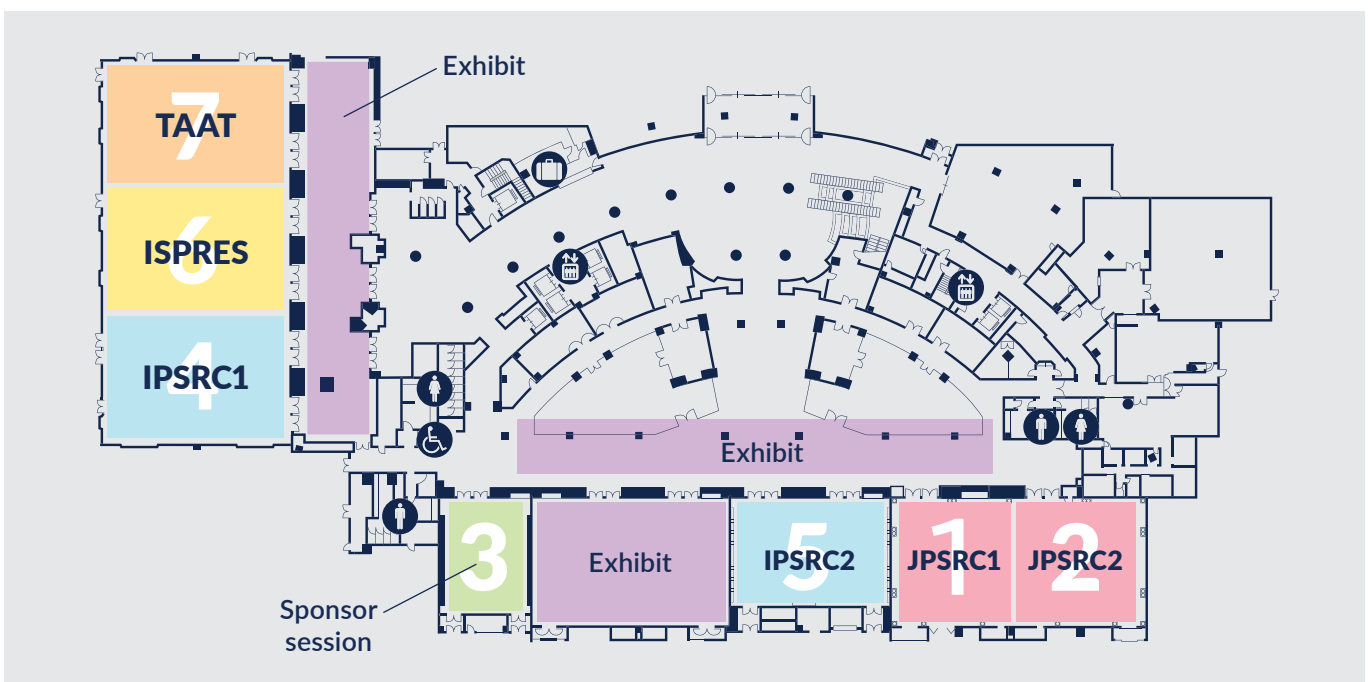 Exhibit
7
TAAT
6
ISPRES
4
IPSRC1
Exhibit
3
Exhibit
5
IPSRC2
1
JPSRC1
2
JPSRC2
Sponsor
session